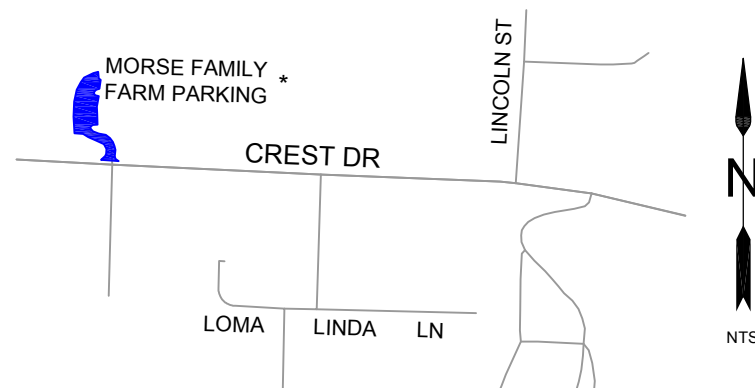 MORSE FAMILY
FARM PARKING *
LINCOLN ST
CREST DR
N
LOMA LINDA LN
NTS